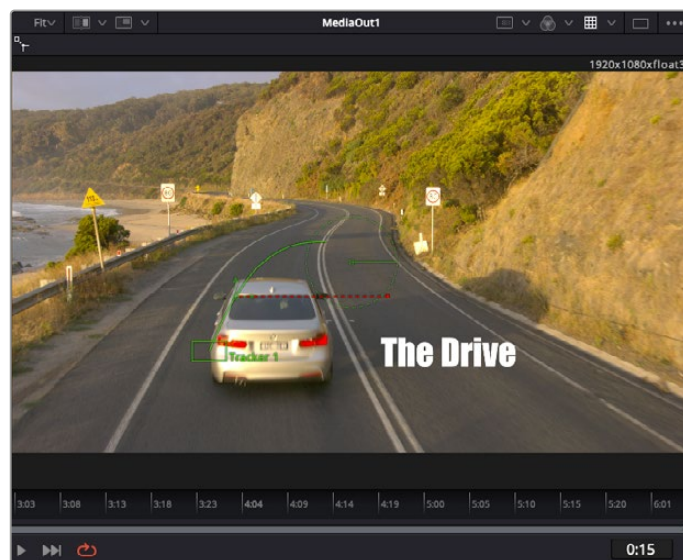 Fit MediaOut1
1920x1080xfloat3
Tracker 1
The Drive
3:03 3:08 3:13 3:18 3:23 4:04 4:09 4:14 4:19 5:00 5:05 5:10 5:15 5:20 6:01
0:15